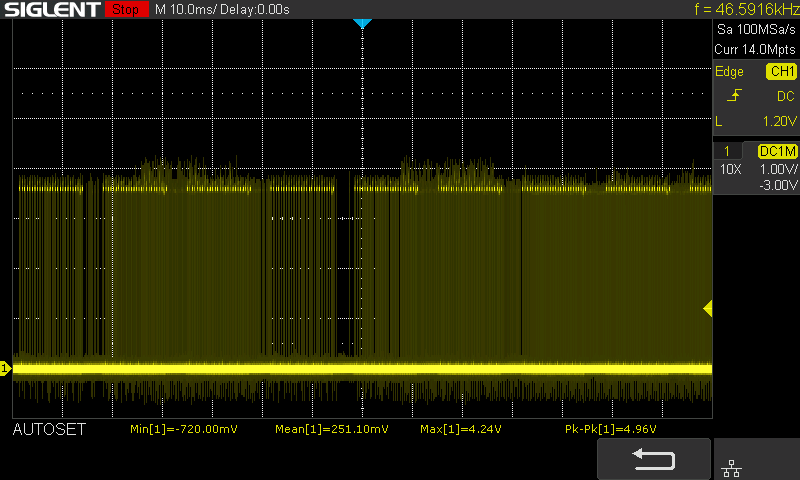 SIGLENT Stop M 10.0ms/ Delay:0.00s f = 46.5916kHz
Sa 100MSa/s
Curr 14.0Mpts
Edge CH1
DC
L 1.20V
1 DC1M
10X 1.00V/
-3.00V
1
AUTOSET Min[1]=-720.00mV Mean[1]=251.10mV Max[1]=4.24V Pk-Pk[1]=4.96V